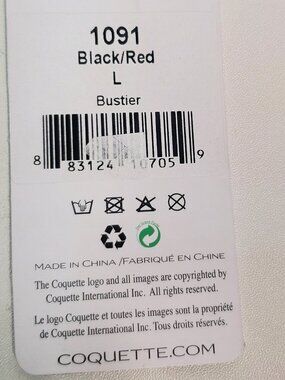 1091
Black/Red
L
Bustier
8 83124 10705 9
MADE IN CHINA /FABRIQUÉ EN CHINE
The Coquette logo and all images are copyrighted by
Coquette International Inc. All rights reserved.
Le logo Coquette et toutes les images sont la propriété
de Coquette International Inc. Tous droits réservés.
COQUETTE.COM